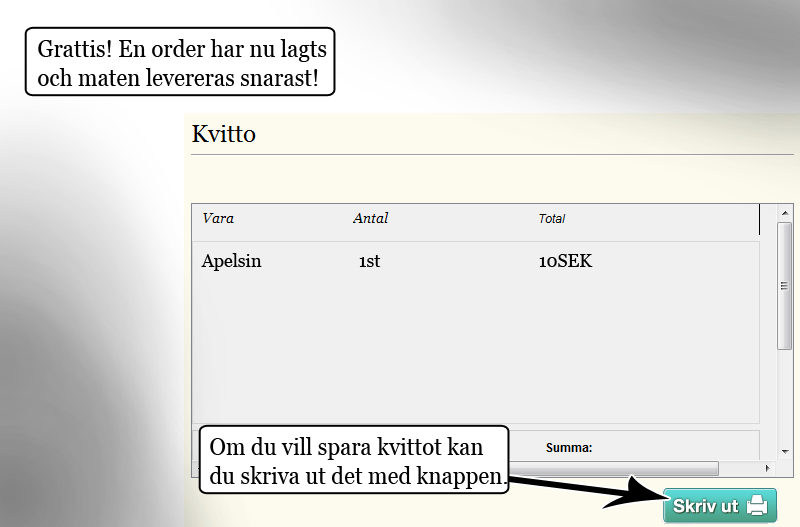 Grattis! En order har nu lagts
och maten levereras snarast!
Kvitto
Vara Antal Total
Apelsin 1st 10SEK
Om du vill spara kvittot kan
du skriva ut det med knappen.
Summa:
Skriv ut